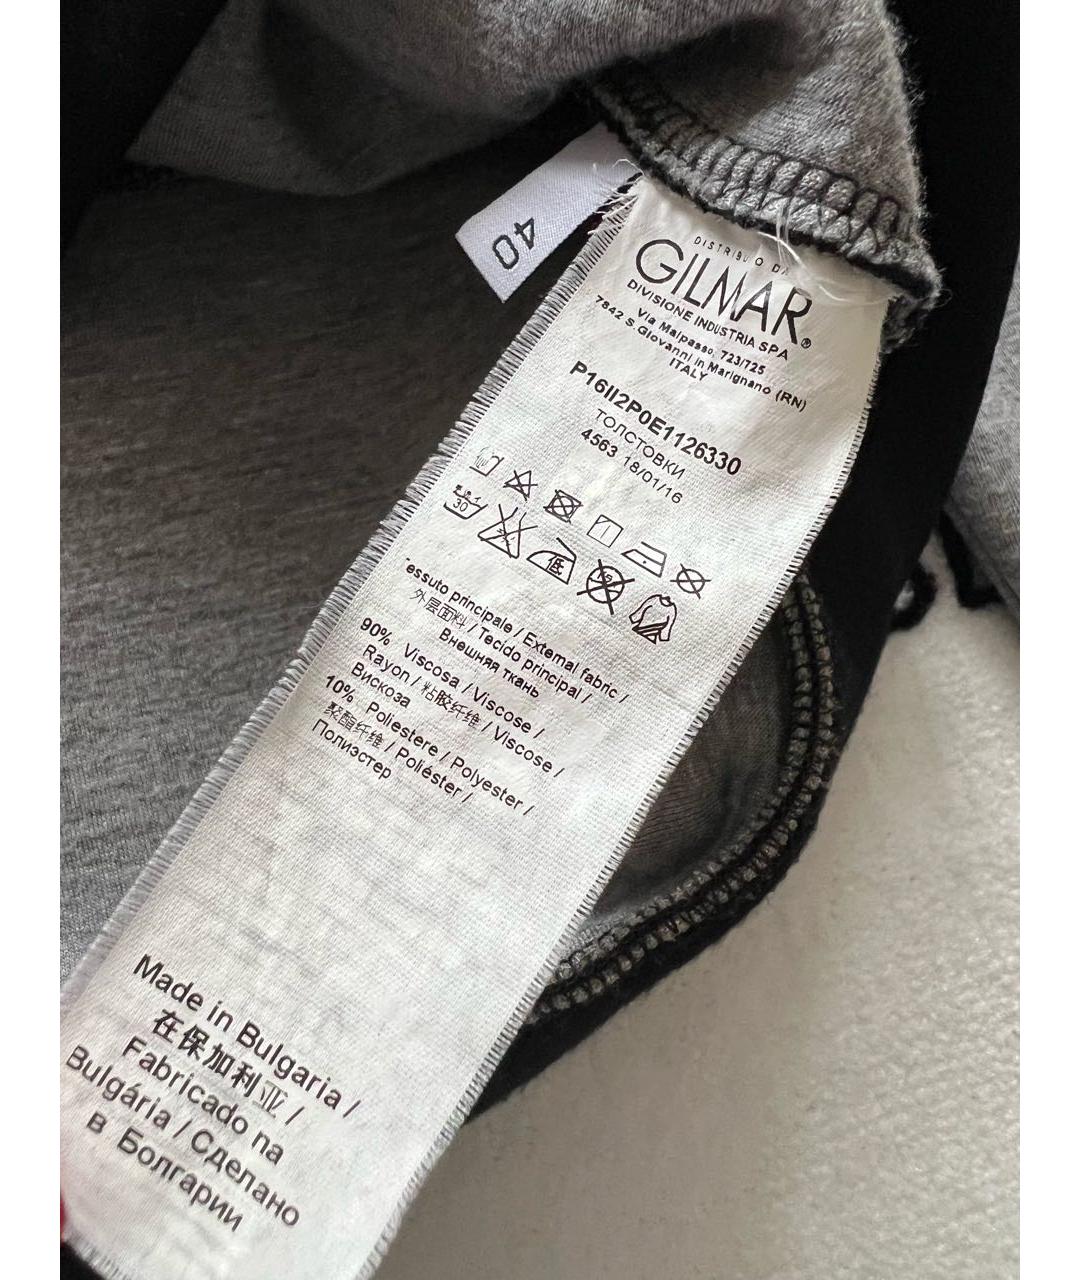 40
DISTRIBUITO DA
GILMAR®
DIVISIONE INDUSTRIA SPA
Via Malpasso, 723/725
7842 S.Giovanni in Marignano (RN)
ITALY
P16II2P0E1126330
ТОЛСТОВКИ
4563 18/01/16
30
低
essuto principale / External fabric /
外层面料 / Tecido principal /
Внешняя ткань
90% Viscosa / Viscose /
Rayon / 粘胶纤维 / Viscose /
Вискоза
10% Poliestere / Polyester /
聚酯纤维 / Poliéster /
Полиэстер
Made in Bulgaria /
在保加利亚 /
Fabricado na
Bulgária / Сделано
в Болгарии